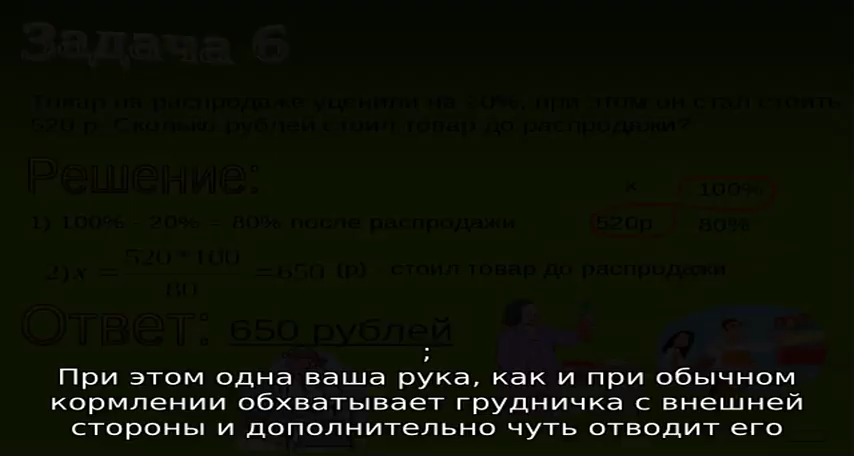 Задача 6
Товар на распродаже уценили на 20%, при этом он стал стоить
520 р. Сколько рублей стоил товар до распродажи?
Решение:
x 100%
1) 100% - 20% = 80% после распродажи 520р 80%
2) x = 520*100 / 80 = 650 (р) - стоил товар до распродажи
Ответ: 650 рублей
;
При этом одна ваша рука, как и при обычном
кормлении обхватывает грудничка с внешней
стороны и дополнительно чуть отводит его